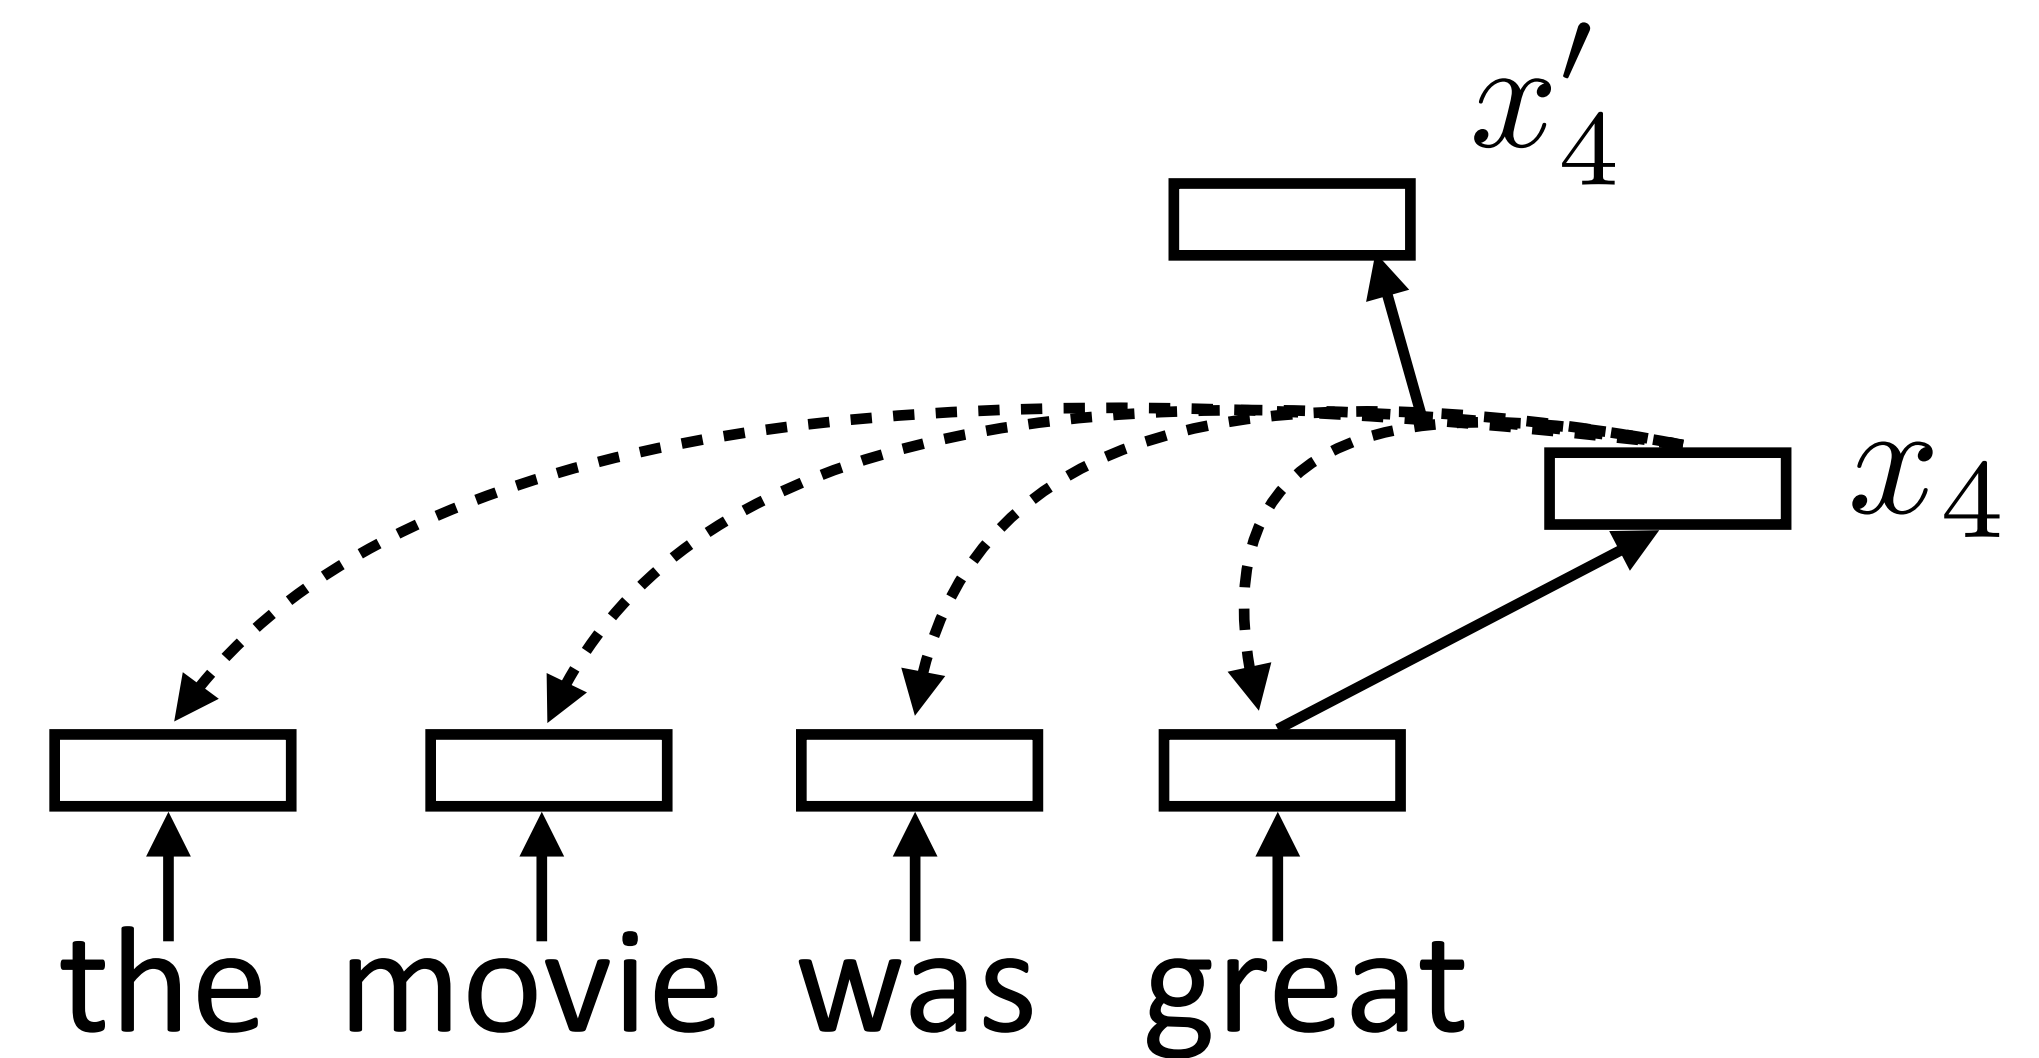 x′₄
x₄
the movie was great